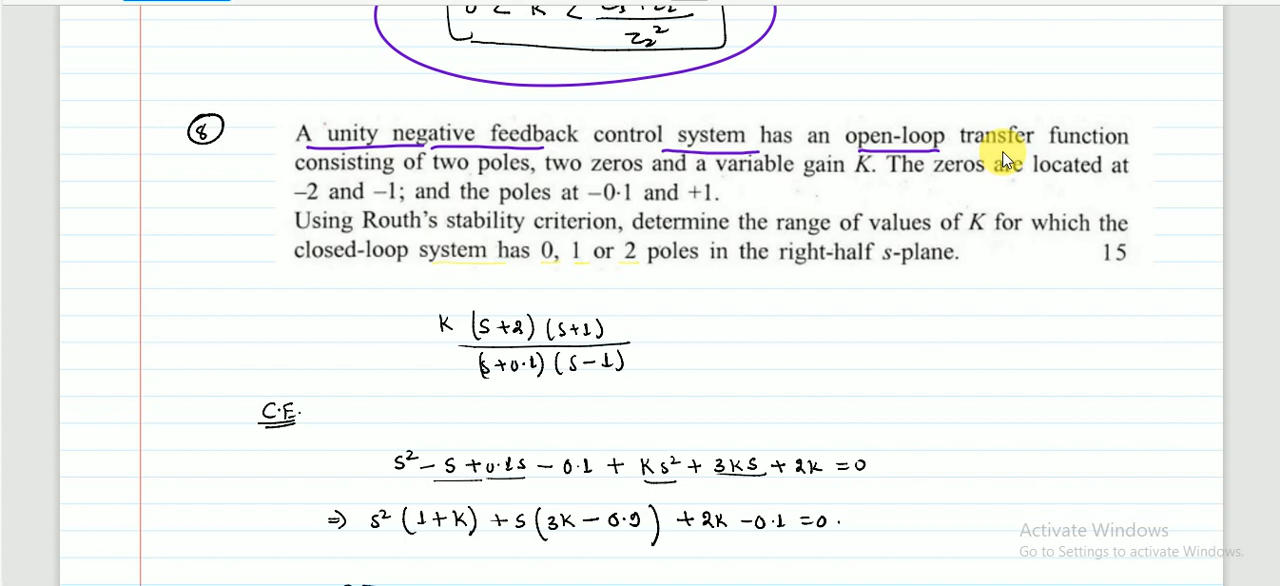 0 < K <
z₂²
8
A unity negative feedback control system has an open-loop transfer function
consisting of two poles, two zeros and a variable gain K. The zeros are located at
–2 and –1; and the poles at –0·1 and +1.
Using Routh's stability criterion, determine the range of values of K for which the
closed-loop system has 0, 1 or 2 poles in the right-half s-plane. 15
K (s+2) (s+1)
(s+0.1) (s-1)
C.E.
s² - s + 0.1s - 0.1 + Ks² + 3KS + 2K = 0
⇒ s² (1+K) + s (3K - 0.9) + 2K - 0.1 = 0.
Activate Windows
Go to Settings to activate Windows.